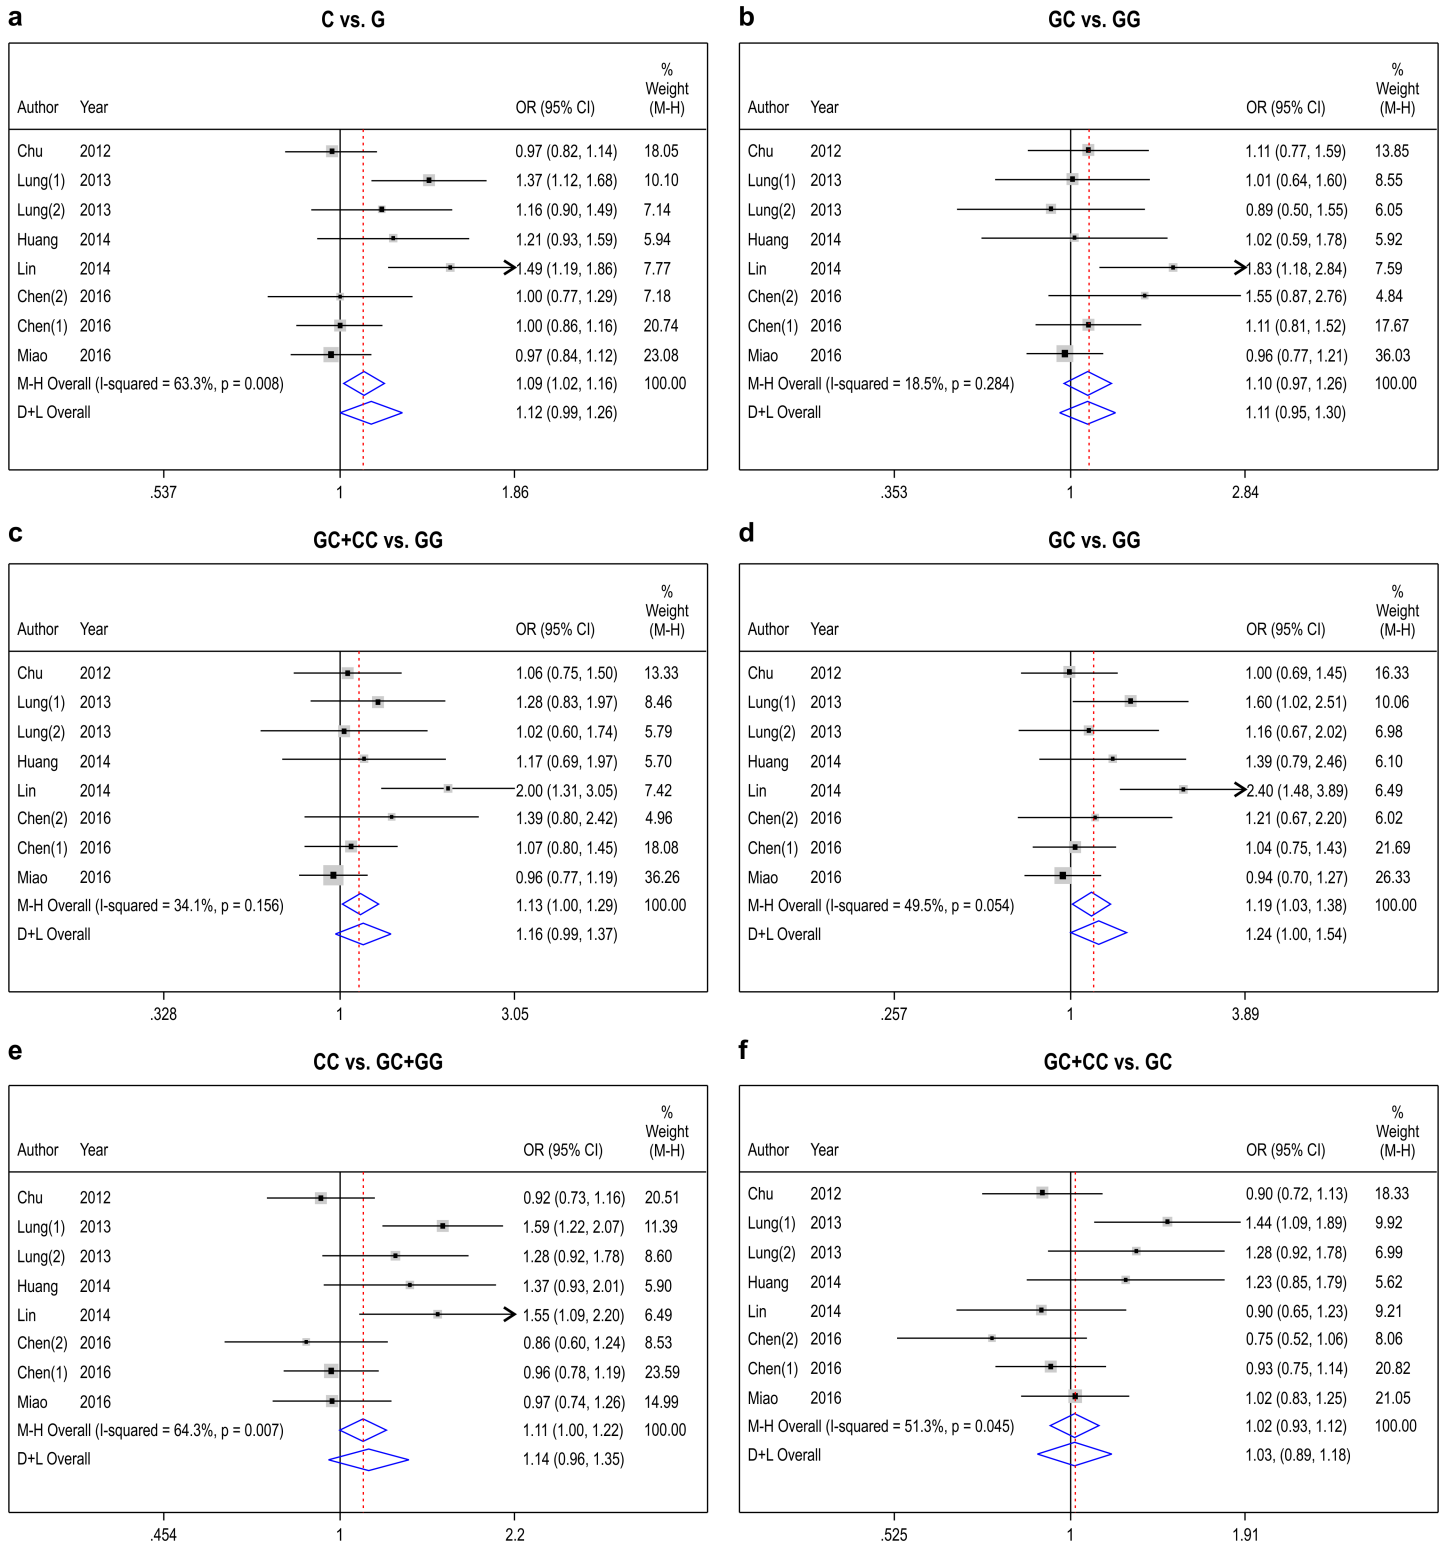 a
C vs. G
%
Weight
Author Year OR (95% CI) (M-H)
Chu 2012 0.97 (0.82, 1.14) 18.05
Lung(1) 2013 1.37 (1.12, 1.68) 10.10
Lung(2) 2013 1.16 (0.90, 1.49) 7.14
Huang 2014 1.21 (0.93, 1.59) 5.94
Lin 2014 1.49 (1.19, 1.86) 7.77
Chen(2) 2016 1.00 (0.77, 1.29) 7.18
Chen(1) 2016 1.00 (0.86, 1.16) 20.74
Miao 2016 0.97 (0.84, 1.12) 23.08
M-H Overall (I-squared = 63.3%, p = 0.008) 1.09 (1.02, 1.16) 100.00
D+L Overall 1.12 (0.99, 1.26)
.537 1 1.86
b
GC vs. GG
%
Weight
Author Year OR (95% CI) (M-H)
Chu 2012 1.11 (0.77, 1.59) 13.85
Lung(1) 2013 1.01 (0.64, 1.60) 8.55
Lung(2) 2013 0.89 (0.50, 1.55) 6.05
Huang 2014 1.02 (0.59, 1.78) 5.92
Lin 2014 1.83 (1.18, 2.84) 7.59
Chen(2) 2016 1.55 (0.87, 2.76) 4.84
Chen(1) 2016 1.11 (0.81, 1.52) 17.67
Miao 2016 0.96 (0.77, 1.21) 36.03
M-H Overall (I-squared = 18.5%, p = 0.284) 1.10 (0.97, 1.26) 100.00
D+L Overall 1.11 (0.95, 1.30)
.353 1 2.84
c
GC+CC vs. GG
%
Weight
Author Year OR (95% CI) (M-H)
Chu 2012 1.06 (0.75, 1.50) 13.33
Lung(1) 2013 1.28 (0.83, 1.97) 8.46
Lung(2) 2013 1.02 (0.60, 1.74) 5.79
Huang 2014 1.17 (0.69, 1.97) 5.70
Lin 2014 2.00 (1.31, 3.05) 7.42
Chen(2) 2016 1.39 (0.80, 2.42) 4.96
Chen(1) 2016 1.07 (0.80, 1.45) 18.08
Miao 2016 0.96 (0.77, 1.19) 36.26
M-H Overall (I-squared = 34.1%, p = 0.156) 1.13 (1.00, 1.29) 100.00
D+L Overall 1.16 (0.99, 1.37)
.328 1 3.05
d
GC vs. GG
%
Weight
Author Year OR (95% CI) (M-H)
Chu 2012 1.00 (0.69, 1.45) 16.33
Lung(1) 2013 1.60 (1.02, 2.51) 10.06
Lung(2) 2013 1.16 (0.67, 2.02) 6.98
Huang 2014 1.39 (0.79, 2.46) 6.10
Lin 2014 2.40 (1.48, 3.89) 6.49
Chen(2) 2016 1.21 (0.67, 2.20) 6.02
Chen(1) 2016 1.04 (0.75, 1.43) 21.69
Miao 2016 0.94 (0.70, 1.27) 26.33
M-H Overall (I-squared = 49.5%, p = 0.054) 1.19 (1.03, 1.38) 100.00
D+L Overall 1.24 (1.00, 1.54)
.257 1 3.89
e
CC vs. GC+GG
%
Weight
Author Year OR (95% CI) (M-H)
Chu 2012 0.92 (0.73, 1.16) 20.51
Lung(1) 2013 1.59 (1.22, 2.07) 11.39
Lung(2) 2013 1.28 (0.92, 1.78) 8.60
Huang 2014 1.37 (0.93, 2.01) 5.90
Lin 2014 1.55 (1.09, 2.20) 6.49
Chen(2) 2016 0.86 (0.60, 1.24) 8.53
Chen(1) 2016 0.96 (0.78, 1.19) 23.59
Miao 2016 0.97 (0.74, 1.26) 14.99
M-H Overall (I-squared = 64.3%, p = 0.007) 1.11 (1.00, 1.22) 100.00
D+L Overall 1.14 (0.96, 1.35)
.454 1 2.2
f
GC+CC vs. GC
%
Weight
Author Year OR (95% CI) (M-H)
Chu 2012 0.90 (0.72, 1.13) 18.33
Lung(1) 2013 1.44 (1.09, 1.89) 9.92
Lung(2) 2013 1.28 (0.92, 1.78) 6.99
Huang 2014 1.23 (0.85, 1.79) 5.62
Lin 2014 0.90 (0.65, 1.23) 9.21
Chen(2) 2016 0.75 (0.52, 1.06) 8.06
Chen(1) 2016 0.93 (0.75, 1.14) 20.82
Miao 2016 1.02 (0.83, 1.25) 21.05
M-H Overall (I-squared = 51.3%, p = 0.045) 1.02 (0.93, 1.12) 100.00
D+L Overall 1.03, (0.89, 1.18)
.525 1 1.91